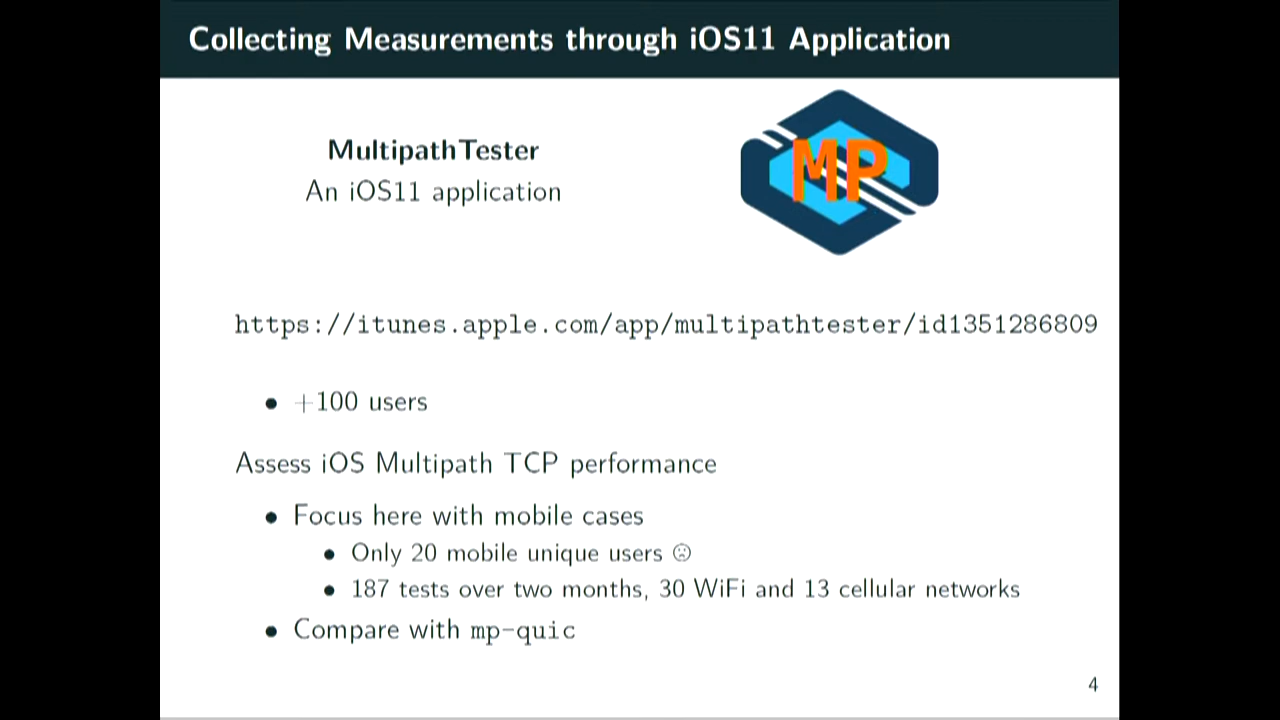 Collecting Measurements through iOS11 Application
MultipathTester
An iOS11 application
MP
https://itunes.apple.com/app/multipathtester/id1351286809
• +100 users
Assess iOS Multipath TCP performance
• Focus here with mobile cases
• Only 20 mobile unique users ☹
• 187 tests over two months, 30 WiFi and 13 cellular networks
• Compare with mp-quic
4